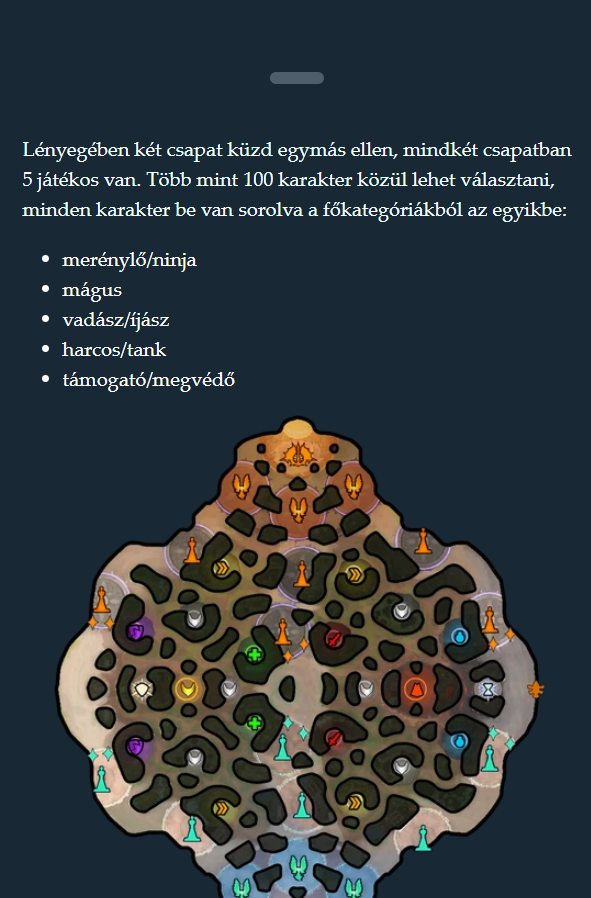 Lényegében két csapat küzd egymás ellen, mindkét csapatban
5 játékos van. Több mint 100 karakter közül lehet választani,
minden karakter be van sorolva a főkategóriákból az egyikbe:
• merénylő/ninja
• mágus
• vadász/íjász
• harcos/tank
• támogató/megvédő